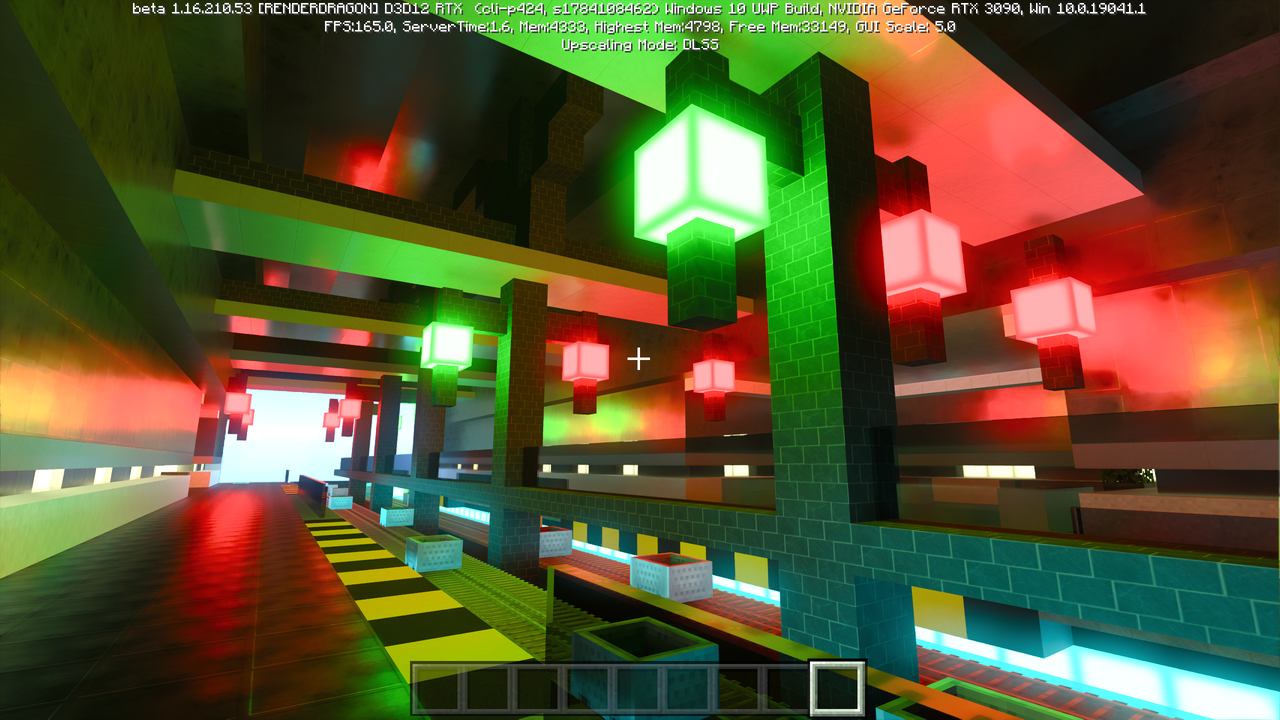 beta 1.16.210.53 [RENDERDRAGON] D3D12 RTX (cli-p424, s1784108462) Windows 10 UWP Build, NVIDIA GeForce RTX 3090, Win 10.0.19041.1
FPS:165.0, ServerTime:1.6, Mem:4333, Highest Mem:4798, Free Mem:33149, GUI Scale: 5.0
Upscaling Mode: DLSS